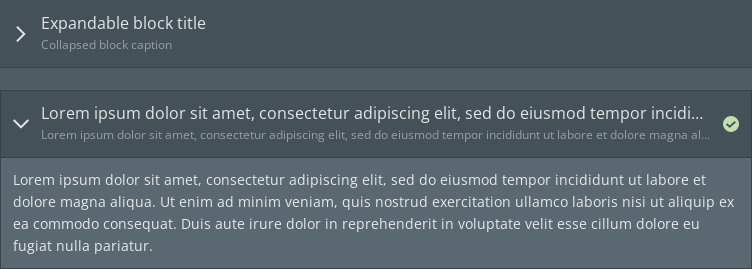 Expandable block title
Collapsed block caption
Lorem ipsum dolor sit amet, consectetur adipiscing elit, sed do eiusmod tempor incidi...
Lorem ipsum dolor sit amet, consectetur adipiscing elit, sed do eiusmod tempor incididunt ut labore et dolore magna al...
Lorem ipsum dolor sit amet, consectetur adipiscing elit, sed do eiusmod tempor incididunt ut labore et
dolore magna aliqua. Ut enim ad minim veniam, quis nostrud exercitation ullamco laboris nisi ut aliquip ex
ea commodo consequat. Duis aute irure dolor in reprehenderit in voluptate velit esse cillum dolore eu
fugiat nulla pariatur.